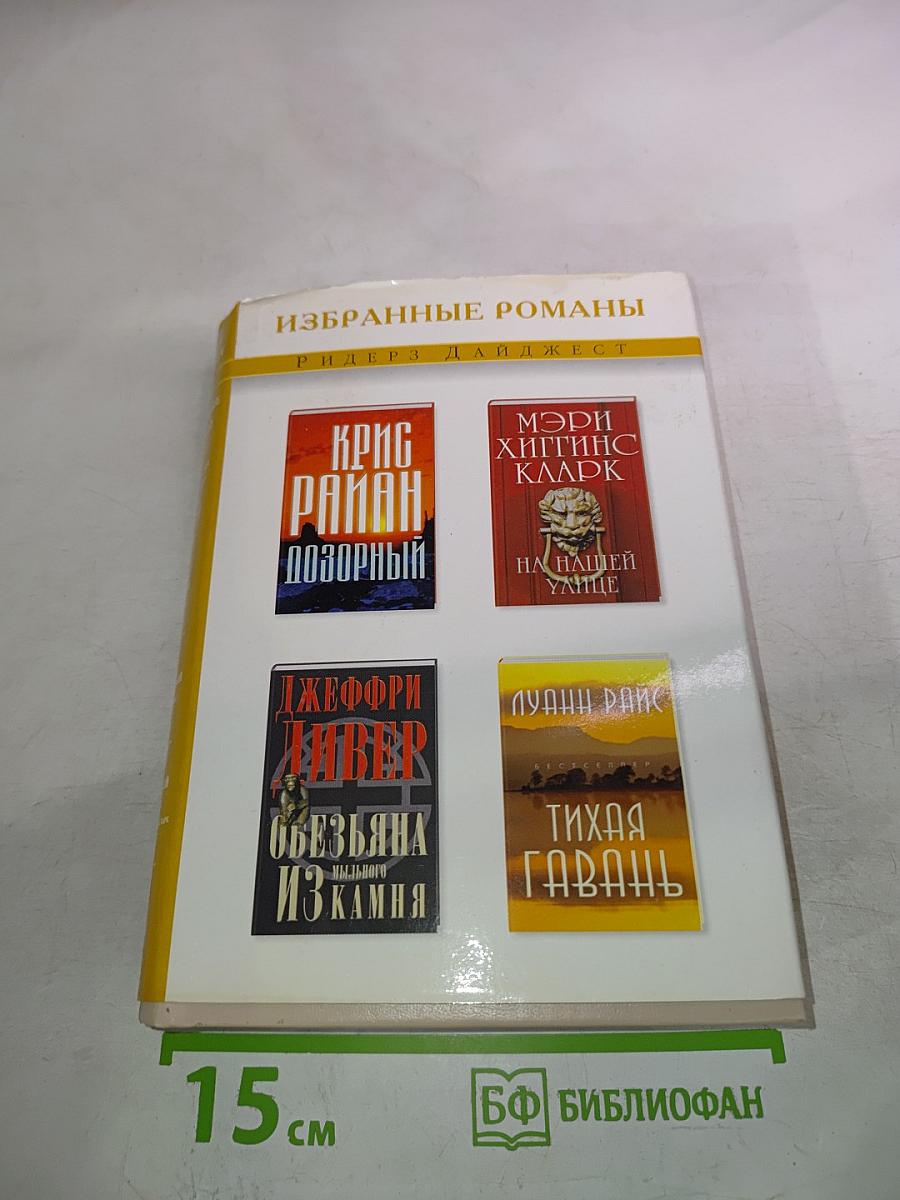 ИЗБРАННЫЕ РОМАНЫ
РИДЕРЗ ДАЙДЖЕСТ
КРИС
РАЙАН
ДОЗОРНЫЙ
МЭРИ
ХИГГИНС
КЛАРК
НА НАШЕЙ
УЛИЦЕ
ДЖЕФФРИ
ДИВЕР
ОБЕЗЬЯНА
ИЗ МЫЛЬНОГО
КАМНЯ
ЛУАНН РАЙС
БЕСТСЕЛЛЕР
ТИХАЯ
ГАВАНЬ
15 см
БФ БИБЛИОФАН